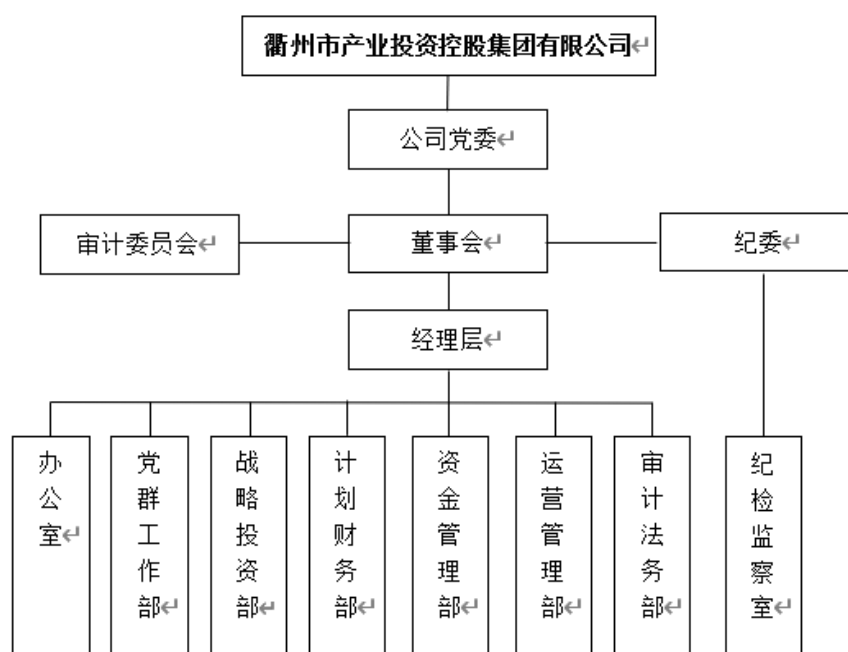 衢州市产业投资控股集团有限公司
公司党委
审计委员会
董事会
纪委
经理层
办公室
党群工作部
战略投资部
计划财务部
资金管理部
运营管理部
审计法务部
纪检监察室